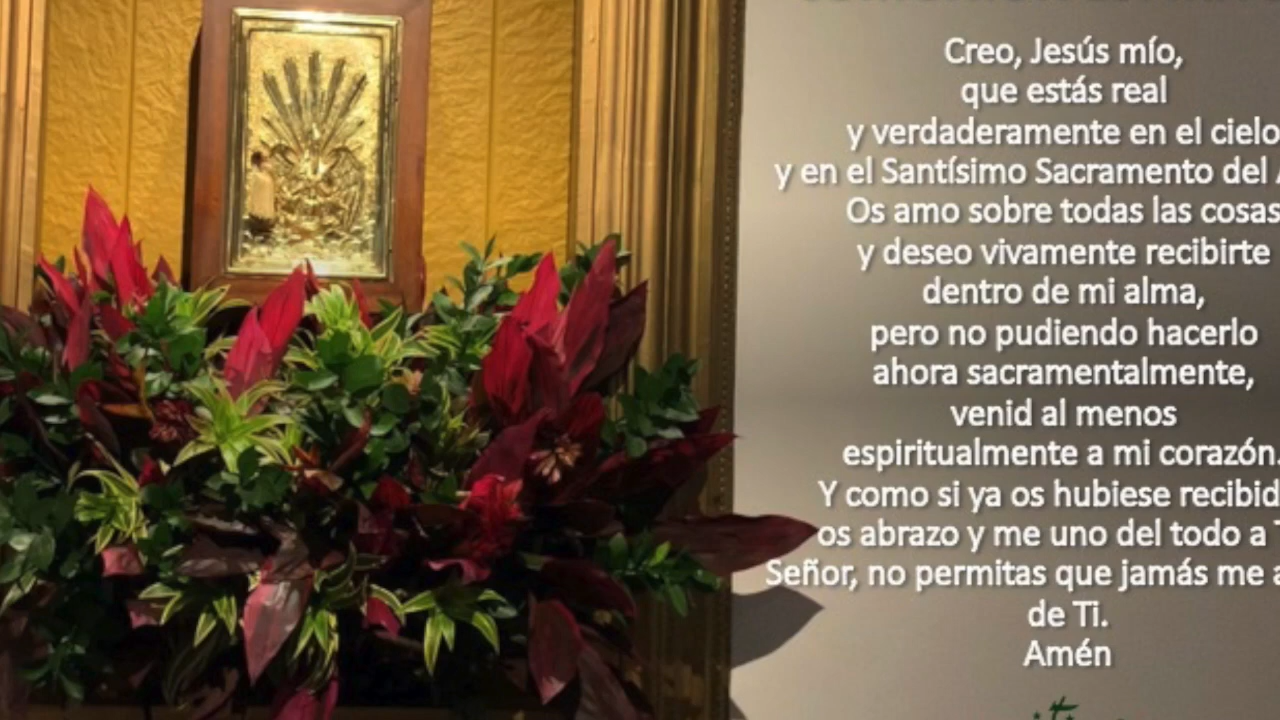 Creo, Jesús mío,
que estás real
y verdaderamente en el cielo
y en el Santísimo Sacramento del
Os amo sobre todas las cosas
y deseo vivamente recibirte
dentro de mi alma,
pero no pudiendo hacerlo
ahora sacramentalmente,
venid al menos
espiritualmente a mi corazón.
Y como si ya os hubiese
os abrazo y me uno del todo a
Señor, no permitas que jamás me
de Ti.
Amén